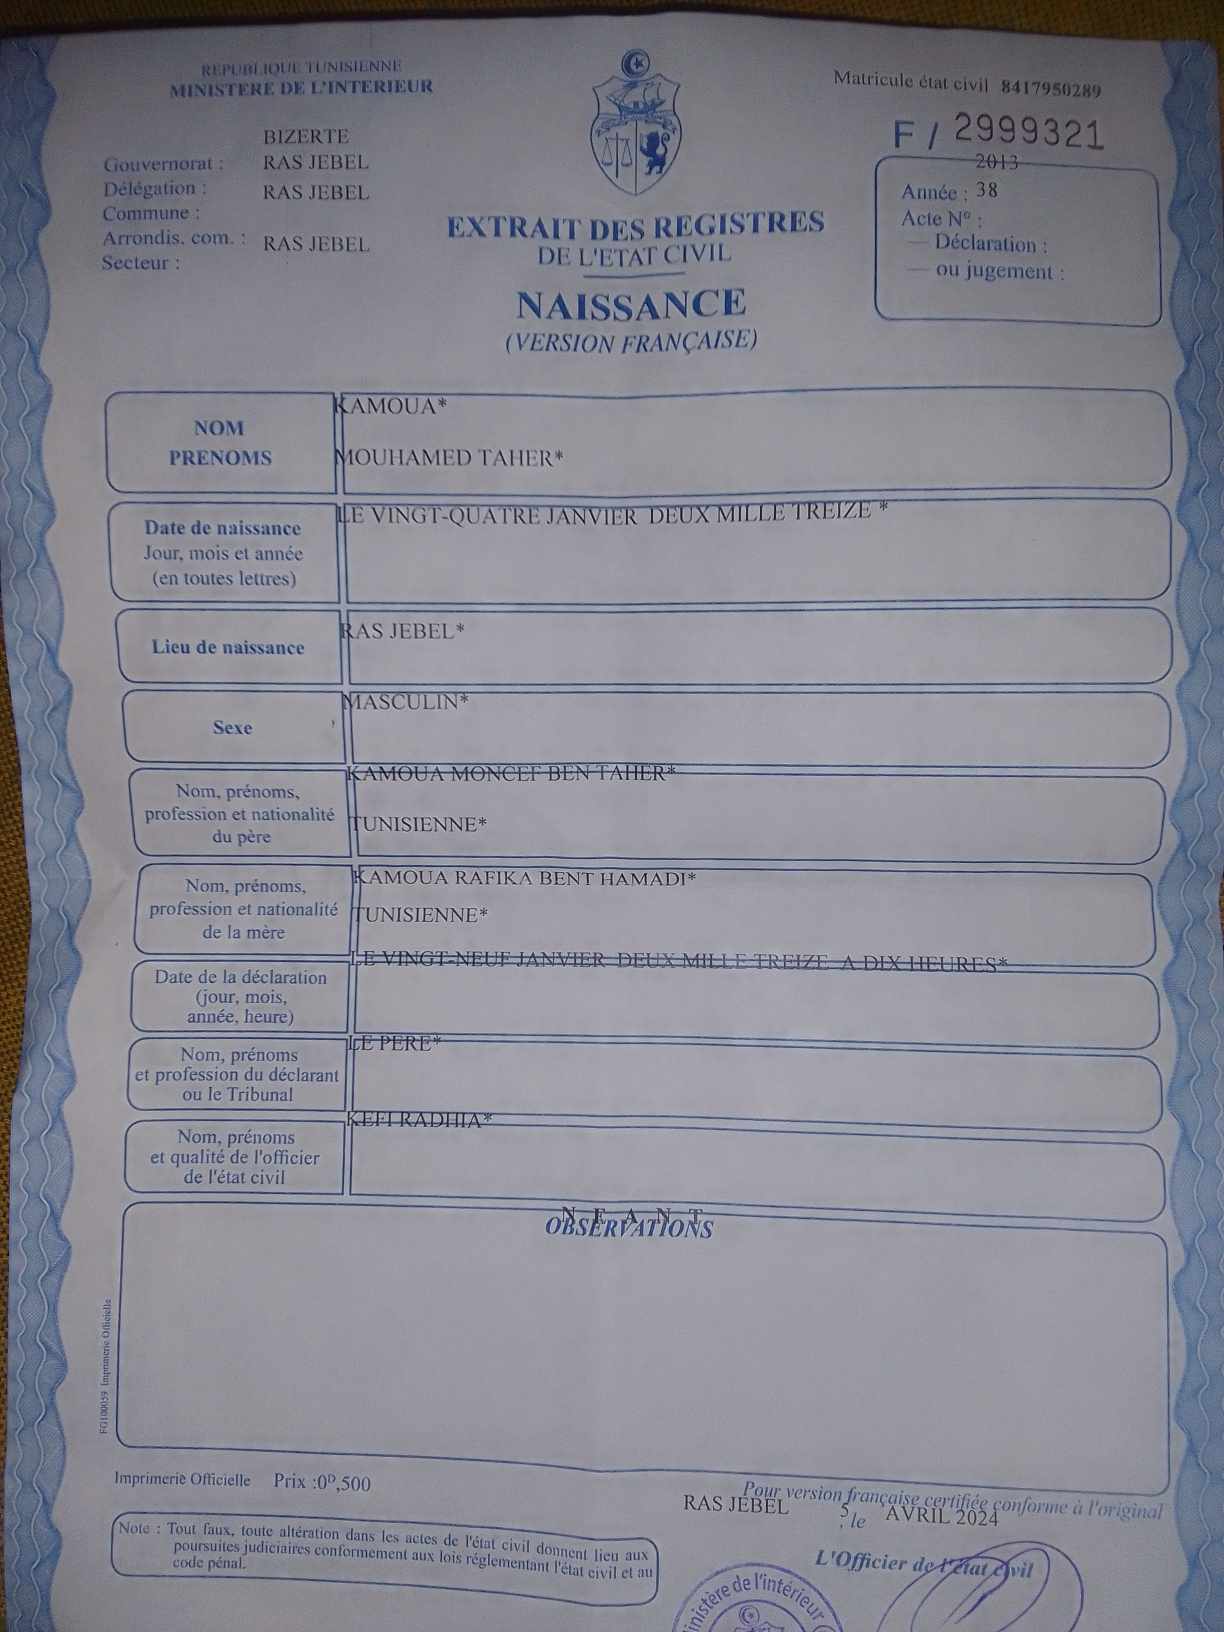 REPUBLIQUE TUNISIENNE
MINISTERE DE L'INTERIEUR
Matricule état civil 8417950289
F / 2999321
BIZERTE
Gouvernorat : RAS JEBEL
Délégation : RAS JEBEL
Commune :
Arrondis. com. : RAS JEBEL
Secteur :
2013
Année : 38
Acte Nº :
— Déclaration :
— ou jugement :
EXTRAIT DES REGISTRES
DE L'ETAT CIVIL
NAISSANCE
(VERSION FRANÇAISE)
NOM
PRENOMS
KAMOUA*
MOUHAMED TAHER*
Date de naissance
Jour, mois et année
(en toutes lettres)
LE VINGT-QUATRE JANVIER DEUX MILLE TREIZE *
Lieu de naissance
RAS JEBEL*
Sexe
MASCULIN*
Nom, prénoms,
profession et nationalité
du père
KAMOUA MONCEF BEN TAHER*
TUNISIENNE*
Nom, prénoms,
profession et nationalité
de la mère
KAMOUA RAFIKA BENT HAMADI*
TUNISIENNE*
Date de la déclaration
(jour, mois,
année, heure)
LE VINGT-NEUF JANVIER DEUX MILLE TREIZE A DIX HEURES*
Nom, prénoms
et profession du déclarant
ou le Tribunal
LE PERE*
Nom, prénoms
et qualité de l'officier
de l'état civil
KEFI RADHIA*
N E A N T
OBSERVATIONS
FG100059 Imprimerie Officielle
Imprimerie Officielle Prix :0ᴰ,500
Pour version française certifiée conforme à l'original
RAS JEBEL 5, le AVRIL 2024
L'Officier de l'état civil
Note : Tout faux, toute altération dans les actes de l'état civil donnent lieu aux
poursuites judiciaires conformement aux lois réglementant l'état civil et au
code pénal.
Ministère de l'intérieur